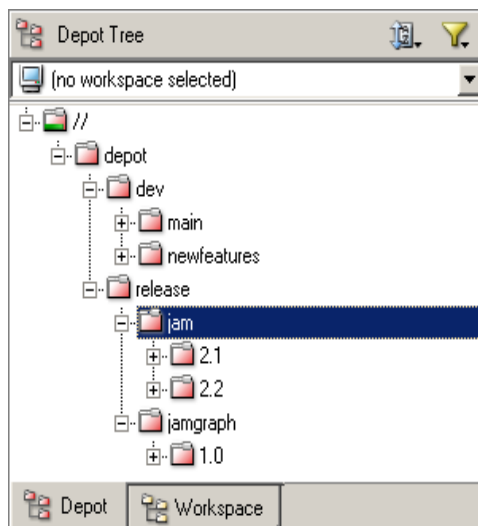 Depot Tree
(no workspace selected)
//
depot
dev
main
newfeatures
release
jam
2.1
2.2
jamgraph
1.0
Depot Workspace